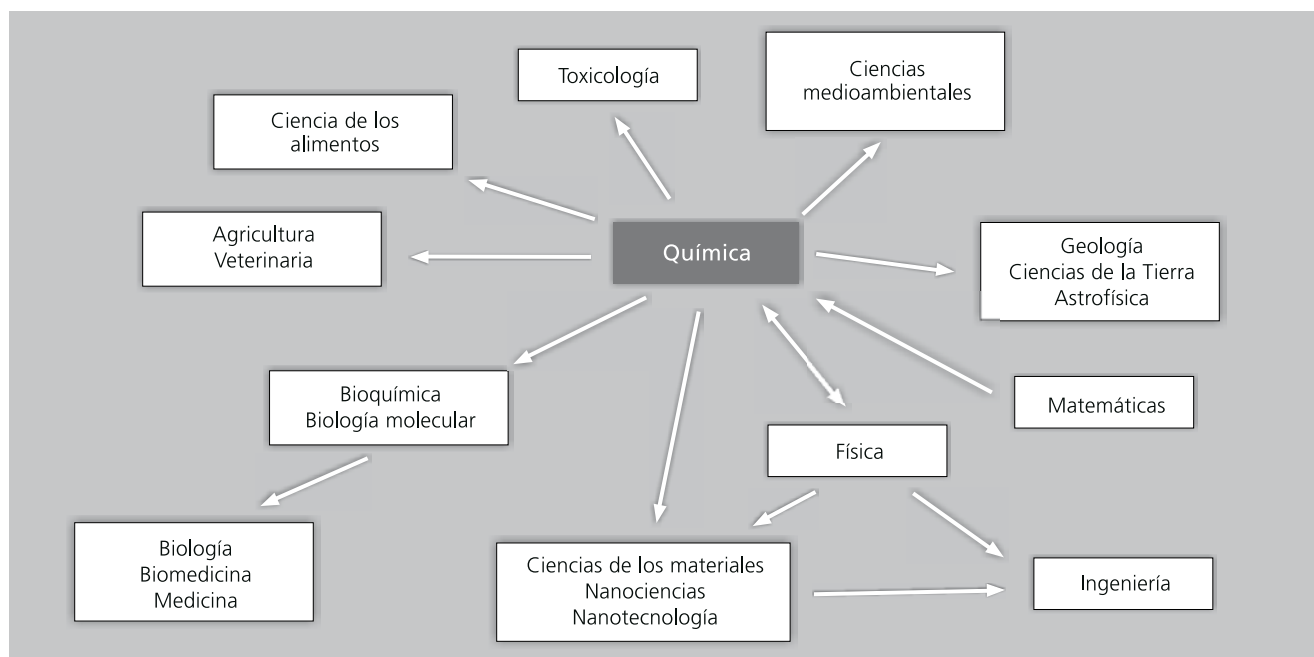 Toxicología
Ciencias
medioambientales
Ciencia de los
alimentos
Agricultura
Veterinaria
Química
Geología
Ciencias de la Tierra
Astrofísica
Bioquímica
Biología molecular
Matemáticas
Física
Biología
Biomedicina
Medicina
Ciencias de los materiales
Nanociencias
Nanotecnología
Ingeniería